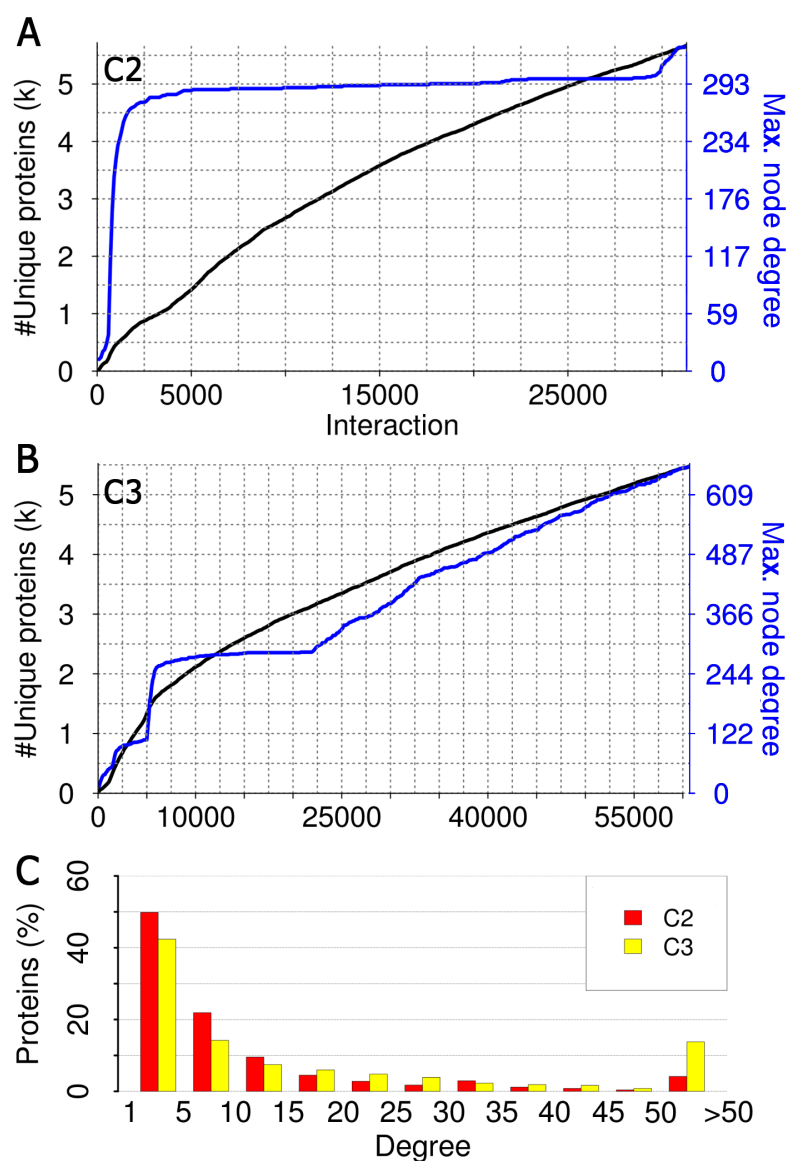 A
C2
#Unique proteins (k)
5
4
3
2
1
0
293
234
176
117
59
0
Max. node degree
0 5000 15000 25000
Interaction
B
C3
#Unique proteins (k)
5
4
3
2
1
0
609
487
366
244
122
0
Max. node degree
0 10000 25000 40000 55000
C
Proteins (%)
60
40
20
0
C2
C3
1 5 10 15 20 25 30 35 40 45 50 >50
Degree